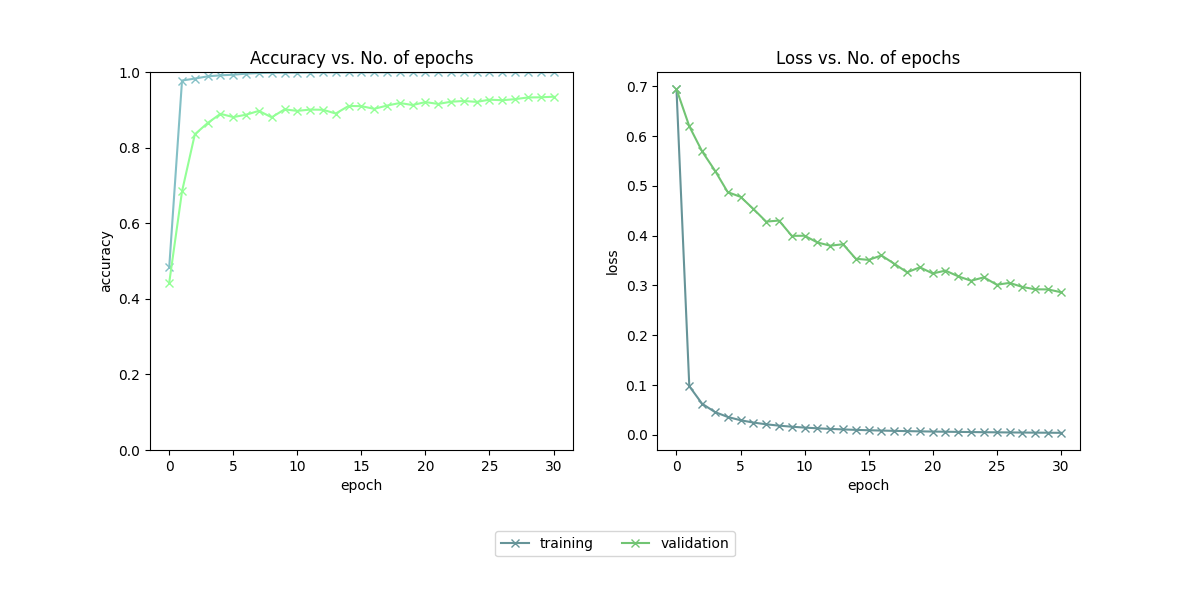 Accuracy vs. No. of epochs
1.0
0.8
0.6
0.4
0.2
0.0
accuracy
0 5 10 15 20 25 30
epoch
Loss vs. No. of epochs
0.7
0.6
0.5
0.4
0.3
0.2
0.1
0.0
loss
0 5 10 15 20 25 30
epoch
training validation